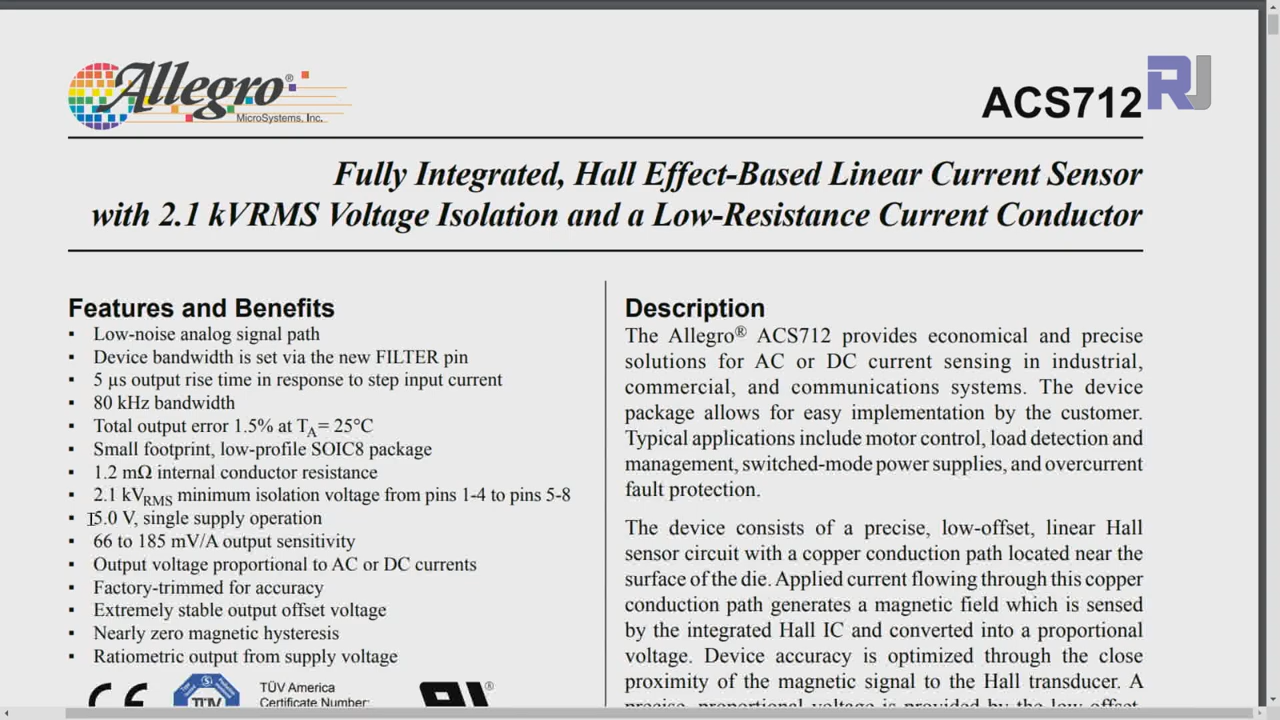 Allegro®
MicroSystems, Inc.
ACS712
RJ
Fully Integrated, Hall Effect-Based Linear Current Sensor
with 2.1 kVRMS Voltage Isolation and a Low-Resistance Current Conductor
Features and Benefits
▪ Low-noise analog signal path
▪ Device bandwidth is set via the new FILTER pin
▪ 5 µs output rise time in response to step input current
▪ 80 kHz bandwidth
▪ Total output error 1.5% at TA= 25°C
▪ Small footprint, low-profile SOIC8 package
▪ 1.2 mΩ internal conductor resistance
▪ 2.1 kVRMS minimum isolation voltage from pins 1-4 to pins 5-8
▪ 5.0 V, single supply operation
▪ 66 to 185 mV/A output sensitivity
▪ Output voltage proportional to AC or DC currents
▪ Factory-trimmed for accuracy
▪ Extremely stable output offset voltage
▪ Nearly zero magnetic hysteresis
▪ Ratiometric output from supply voltage
CE
TÜV
TÜV America
Certificate Number:
®
Description
The Allegro® ACS712 provides economical and precise
solutions for AC or DC current sensing in industrial,
commercial, and communications systems. The device
package allows for easy implementation by the customer.
Typical applications include motor control, load detection and
management, switched-mode power supplies, and overcurrent
fault protection.
The device consists of a precise, low-offset, linear Hall
sensor circuit with a copper conduction path located near the
surface of the die. Applied current flowing through this copper
conduction path generates a magnetic field which is sensed
by the integrated Hall IC and converted into a proportional
voltage. Device accuracy is optimized through the close
proximity of the magnetic signal to the Hall transducer. A
precise, proportional voltage is provided by the low-offset,